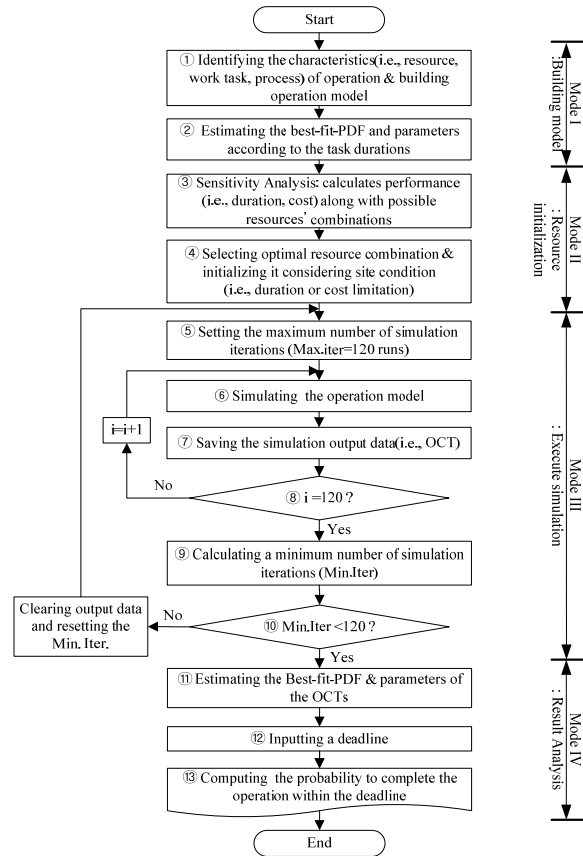 Start
① Identifying the characteristics(i.e., resource,
work task, process) of operation & building
operation model
② Estimating the best-fit-PDF and parameters
according to the task durations
③ Sensitivity Analysis: calculates performance
(i.e., duration, cost) along with possible
resources' combinations
④ Selecting optimal resource combination &
initializing it considering site condition
(i.e., duration or cost limitation)
⑤ Setting the maximum number of simulation
iterations (Max.iter=120 runs)
⑥ Simulating the operation model
i=i+1
⑦ Saving the simulation output data(i.e., OCT)
No
⑧ i =120 ?
Yes
⑨ Calculating a minimum number of simulation
iterations (Min.Iter)
Clearing output data
and resetting the
Min. Iter.
No
⑩ Min.Iter <120 ?
Yes
⑪ Estimating the Best-fit-PDF & parameters of
the OCTs
⑫ Inputting a deadline
⑬ Computing the probability to complete the
operation within the deadline
End
Mode I
:Building model
Mode II
: Resource
initialization
Mode III
: Execute simulation
Mode IV
: Result Analysis